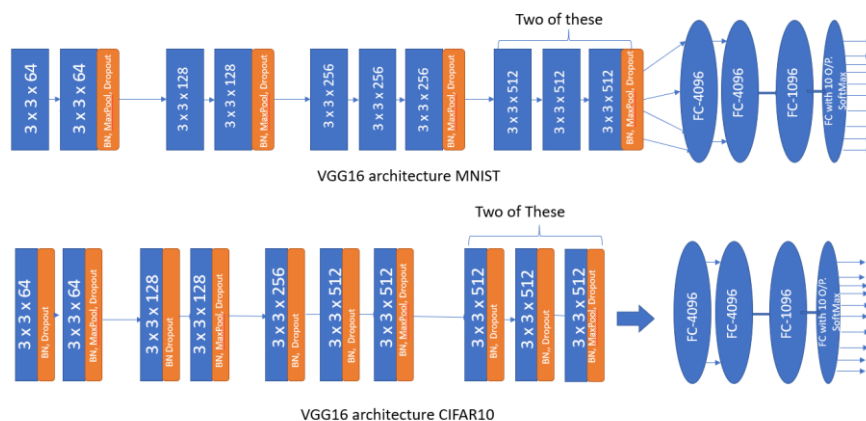 Two of these
3 x 3 x 64
3 x 3 x 64
BN, MaxPool, Dropout
3 x 3 x 128
3 x 3 x 128
BN, MaxPool, Dropout
3 x 3 x 256
3 x 3 x 256
3 x 3 x 256
BN, MaxPool, Dropout
3 x 3 x 512
3 x 3 x 512
3 x 3 x 512
BN, MaxPool, Dropout
FC-4096
FC-4096
FC-1096
FC with 10 O/P.
SoftMax
VGG16 architecture MNIST
Two of These
3 x 3 x 64
BN, Dropout
3 x 3 x 64
BN, MaxPool, Dropout
3 x 3 x 128
BN Dropout
3 x 3 x 128
BN, MaxPool, Dropout
3 x 3 x 256
BN, Dropout
3 x 3 x 512
BN, Dropout
3 x 3 x 512
BN, MaxPool, Dropout
3 x 3 x 512
BN, Dropout
3 x 3 x 512
BN,, Dropout
3 x 3 x 512
BN, MaxPool, Dropout
FC-4096
FC-4096
FC-1096
FC with 10 O/P.
SoftMax
VGG16 architecture CIFAR10